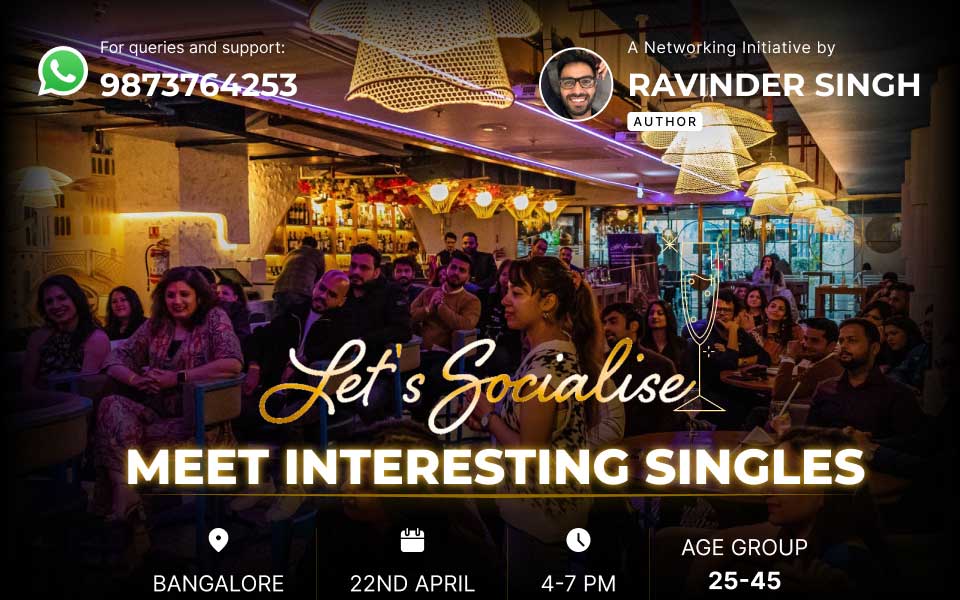 For queries and support:
9873764253
A Networking Initiative by
RAVINDER SINGH
AUTHOR
Let's Socialise
MEET INTERESTING SINGLES
BANGALORE
22ND APRIL
4-7 PM
AGE GROUP
25-45